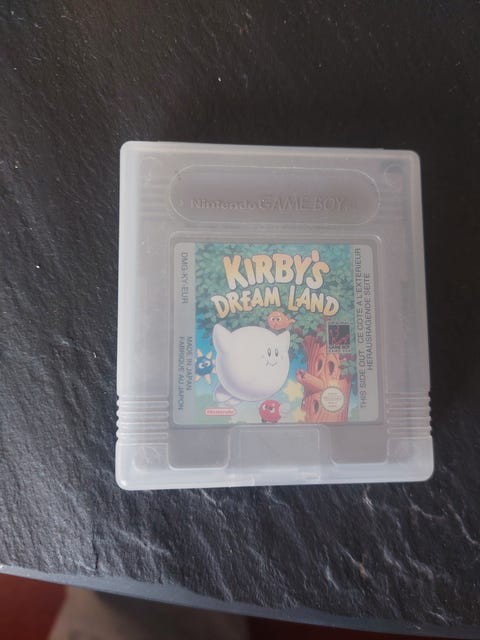 Nintendo GAME BOY
KIRBY'S
DREAM LAND
DMG-KY-EUR
MADE IN JAPAN
FABRIQUE AU JAPON
THIS SIDE OUT CE COTE A L'EXTERIEUR
HERAUSRAGENDE SEITE
Nintendo